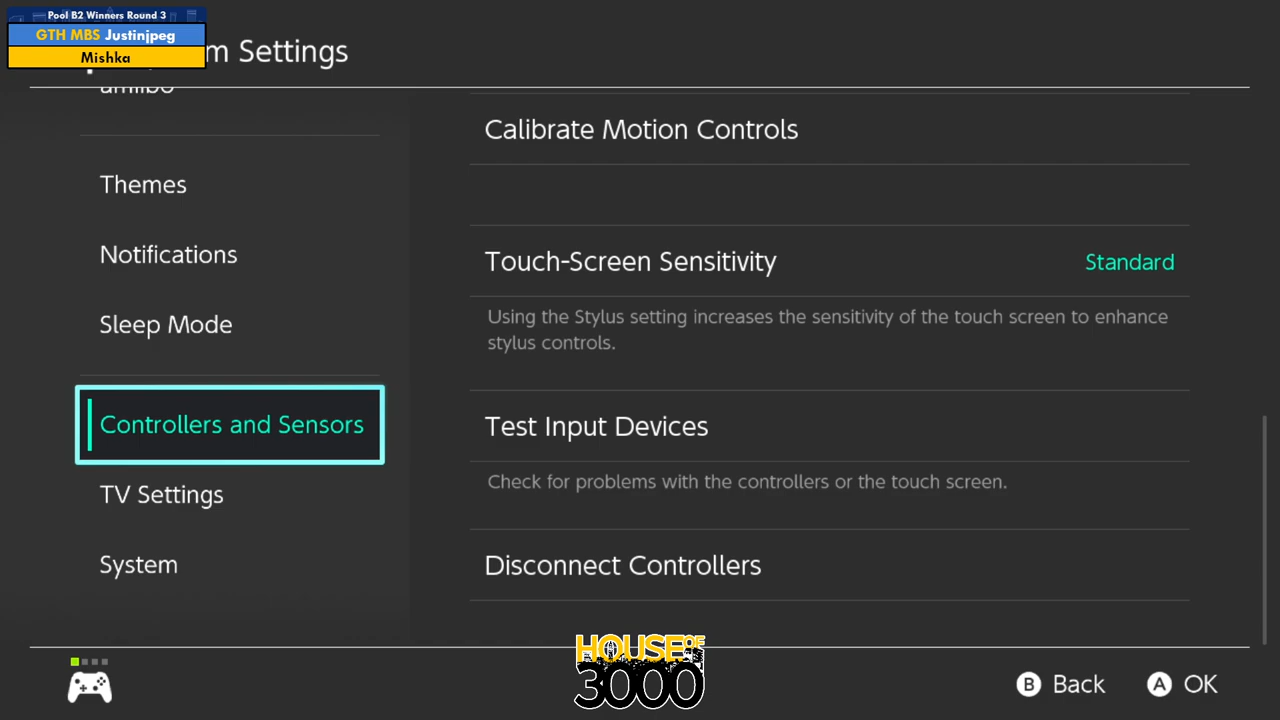 Pool B2 Winners Round 3
GTH MBS Justinjpeg
Mishka
m Settings
amiibo
Themes
Notifications
Sleep Mode
Controllers and Sensors
TV Settings
System
Calibrate Motion Controls
Touch-Screen Sensitivity Standard
Using the Stylus setting increases the sensitivity of the touch screen to enhance
stylus controls.
Test Input Devices
Check for problems with the controllers or the touch screen.
Disconnect Controllers
HOUSE OF
3000
B Back A OK